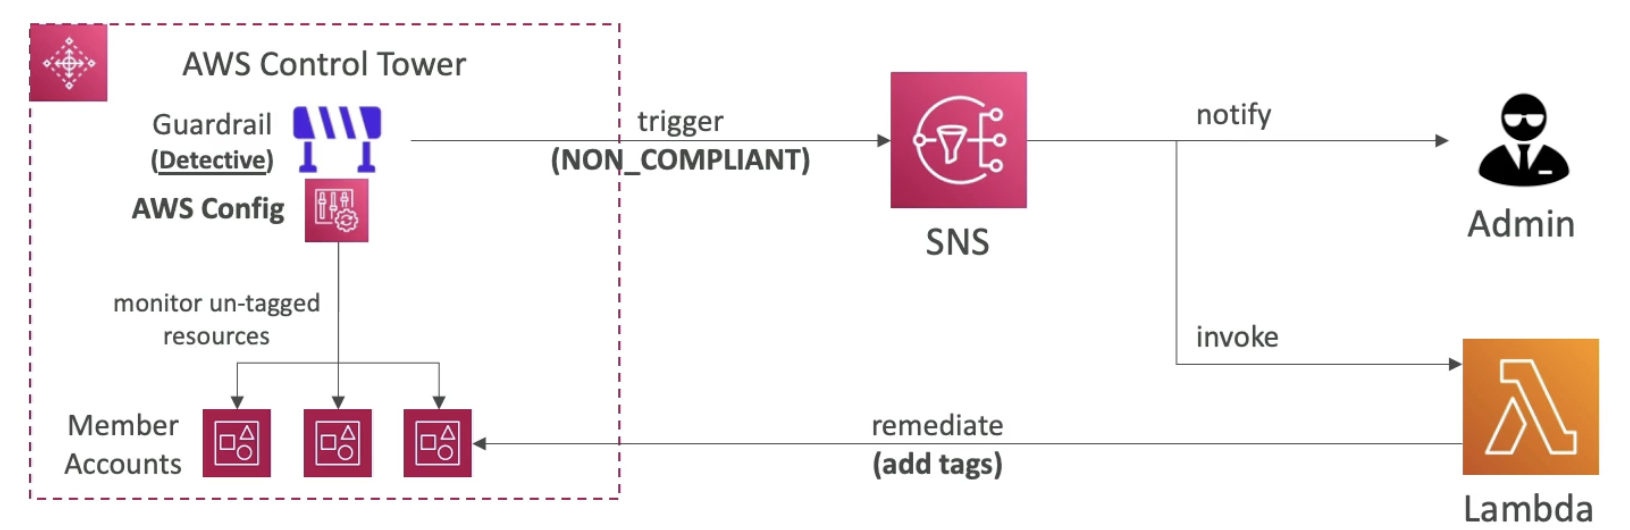 AWS Control Tower
Guardrail
(Detective)
AWS Config
trigger
(NON_COMPLIANT)
SNS
notify
Admin
monitor un-tagged
resources
invoke
Member
Accounts
remediate
(add tags)
Lambda